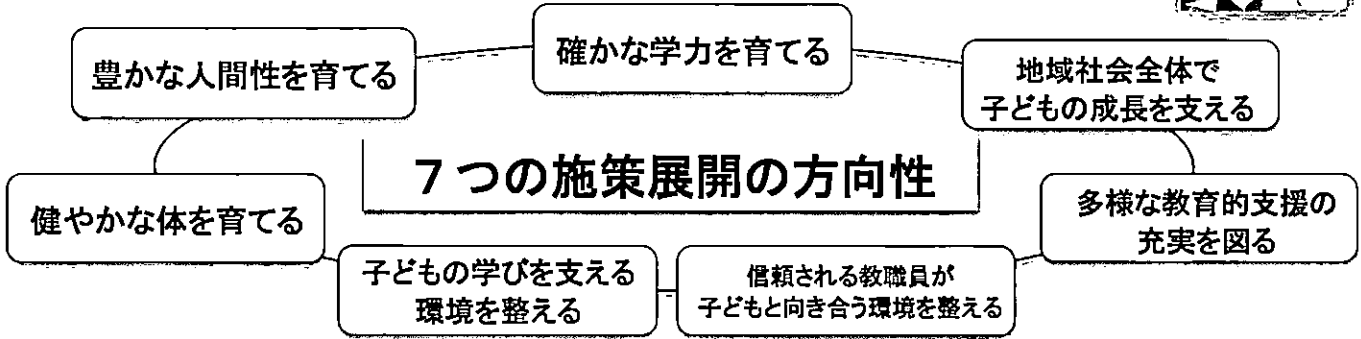 確かな学力を育てる
豊かな人間性を育てる
地域社会全体で
子どもの成長を支える
7つの施策展開の方向性
健やかな体を育てる
多様な教育的支援の
充実を図る
子どもの学びを支える
環境を整える
信頼される教職員が
子どもと向き合う環境を整える